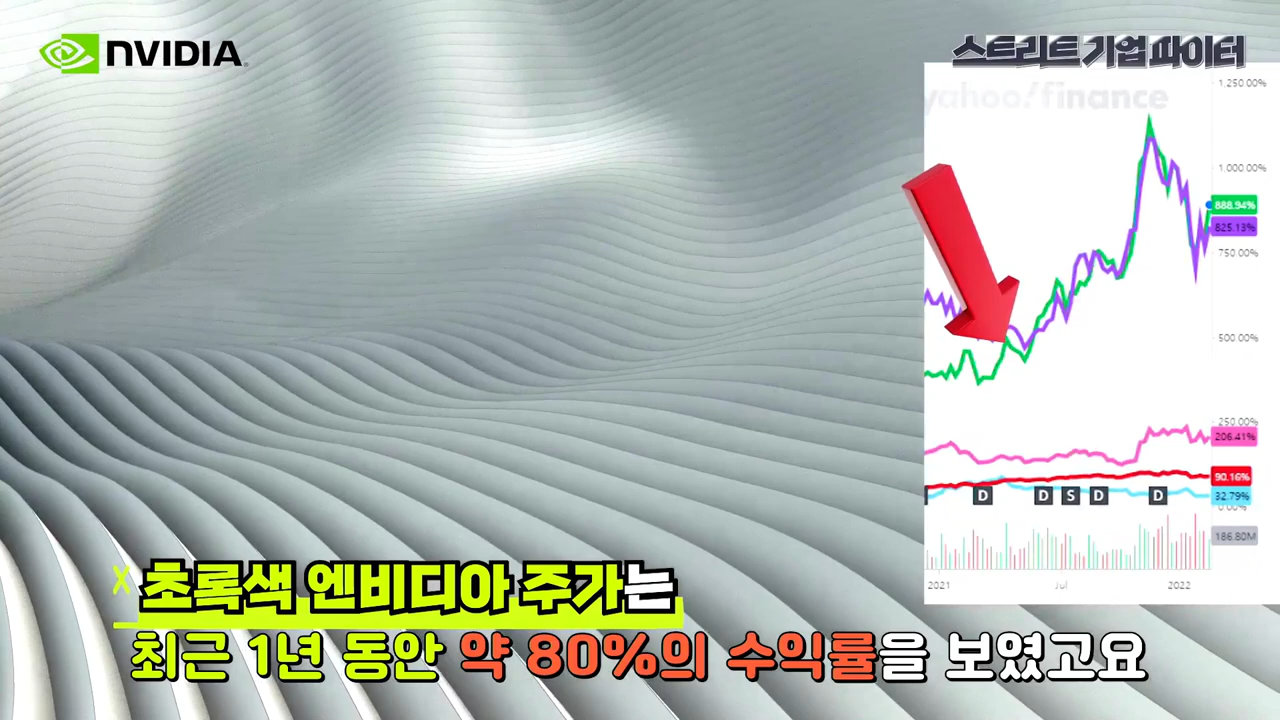 NVIDIA
스트리트 기업 파이터
yahoo!finance
1,250.00%
1,000.00%
888.94%
825.13%
750.00%
500.00%
250.00%
206.41%
90.16%
32.79%
0.00%
D D S D D
186.80M
2021 Jul 2022
초록색 엔비디아 주가는
최근 1년 동안 약 80%의 수익률을 보였고요